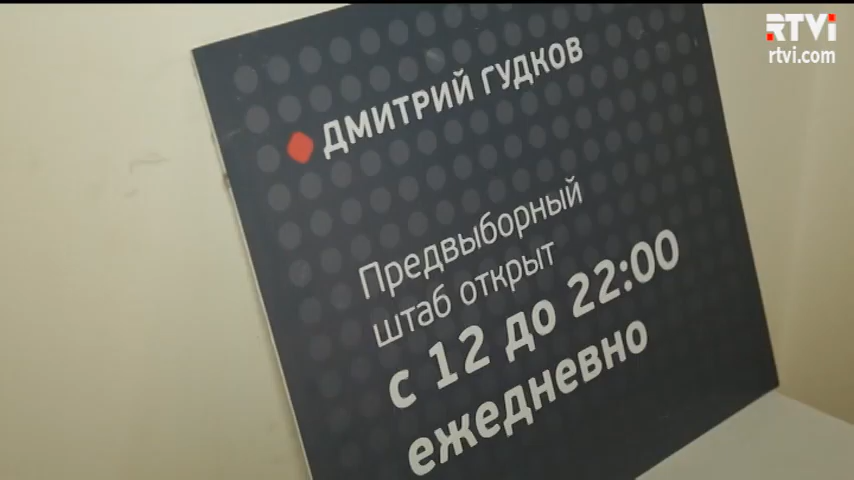 RTVi
rtvi.com
ДМИТРИЙ ГУДКОВ
Предвыборный
штаб открыт
с 12 до 22:00
ежедневно